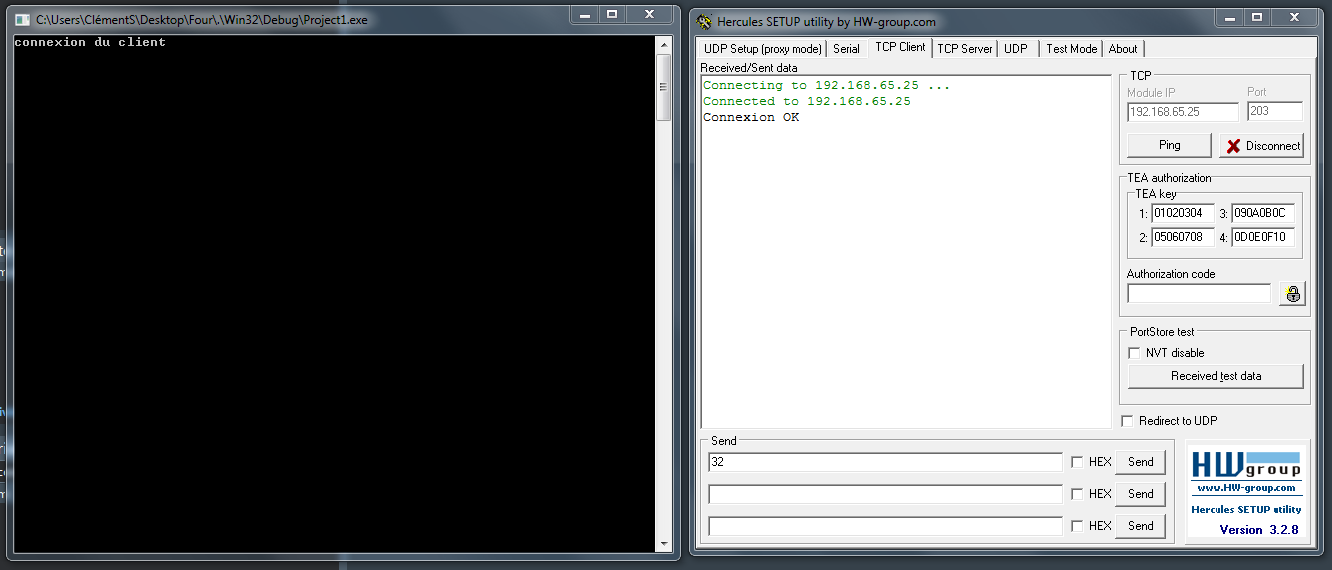 C:\Users\ClémentS\Desktop\Four\.\Win32\Debug\Project1.exe
connexion du client
Hercules SETUP utility by HW-group.com
UDP Setup (proxy mode) Serial TCP Client TCP Server UDP Test Mode About
Received/Sent data
Connecting to 192.168.65.25 ...
Connected to 192.168.65.25
Connexion OK
TCP
Module IP Port
192.168.65.25 203
Ping Disconnect
TEA authorization
TEA key
1: 01020304 3: 090A0B0C
2: 05060708 4: 0D0E0F10
Authorization code
PortStore test
NVT disable
Received test data
Redirect to UDP
Send
32 HEX Send
HEX Send
HEX Send
HWgroup
www.HW-group.com
Hercules SETUP utility
Version 3.2.8